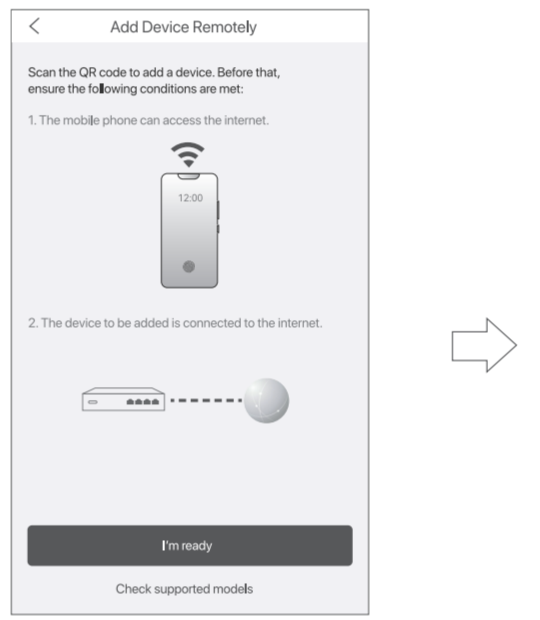 Add Device Remotely
Scan the QR code to add a device. Before that,
ensure the following conditions are met:
1. The mobile phone can access the internet.
12:00
2. The device to be added is connected to the internet.
I'm ready
Check supported models